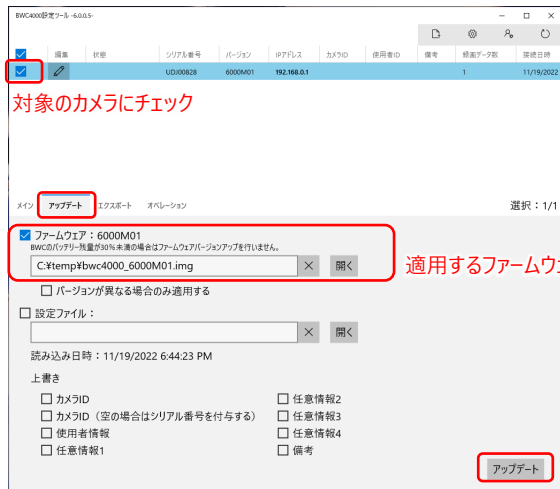 BWC4000設定ツール -6.0.0.5-
編集 状態 シリアル番号 バージョン IPアドレス カメラID 使用者ID 備考 録画データ数 接続日時
UDJ00828 6000M01 192.168.0.1 1 11/19/2022
対象のカメラにチェック
メイン アップデート エクスポート オペレーション 選択：1/1
ファームウェア：6000M01
BWCのバッテリー残量が30%未満の場合はファームウェアバージョンアップを行いません。
C:¥temp¥bwc4000_6000M01.img × 開く
適用するファームウェ
バージョンが異なる場合のみ適用する
設定ファイル：
× 開く
読み込み日時：11/19/2022 6:44:23 PM
上書き
カメラID 任意情報2
カメラID（空の場合はシリアル番号を付与する） 任意情報3
使用者情報 任意情報4
任意情報1 備考
アップデート